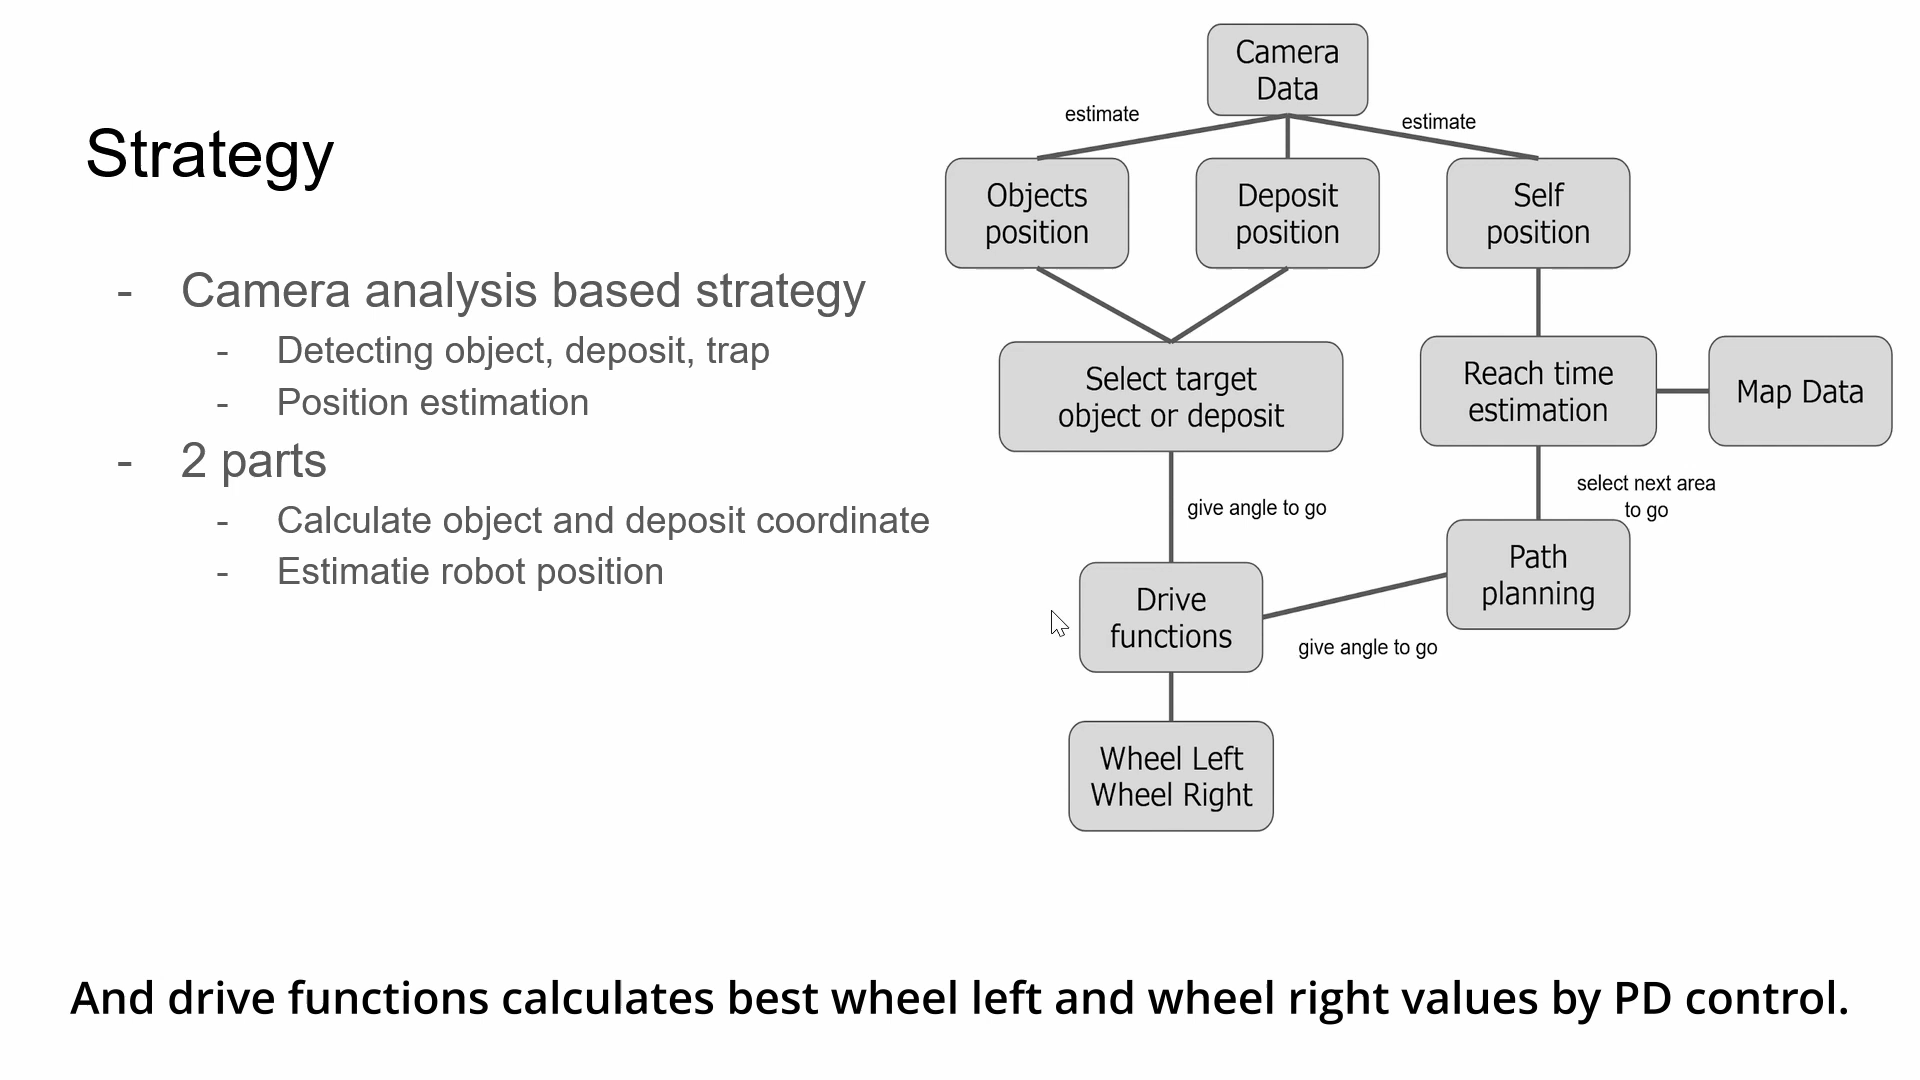 Strategy
- Camera analysis based strategy
- Detecting object, deposit, trap
- Position estimation
- 2 parts
- Calculate object and deposit coordinate
- Estimatie robot position
Camera
Data
estimate
estimate
Objects
position
Deposit
position
Self
position
Select target
object or deposit
Reach time
estimation
Map Data
give angle to go
select next area
to go
Path
planning
Drive
functions
give angle to go
Wheel Left
Wheel Right
And drive functions calculates best wheel left and wheel right values by PD control.